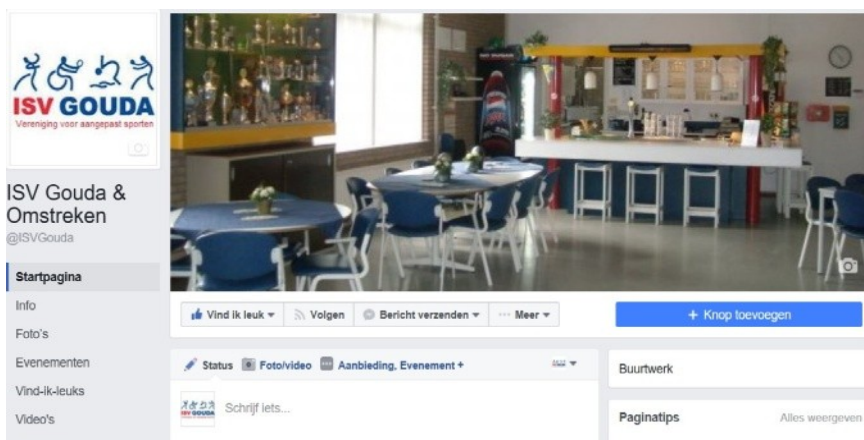 ISV GOUDA
Vereniging voor aangepast sporten
ISV Gouda &
Omstreken
@ISVGouda
Startpagina
Info
Foto's
Evenementen
Vind-ik-leuks
Video's
Vind ik leuk
Volgen
Bericht verzenden
Meer
+ Knop toevoegen
Status
Foto/video
Aanbieding, Evenement +
ISV GOUDA
Schrijf iets...
Buurtwerk
Paginatips
Alles weergeven